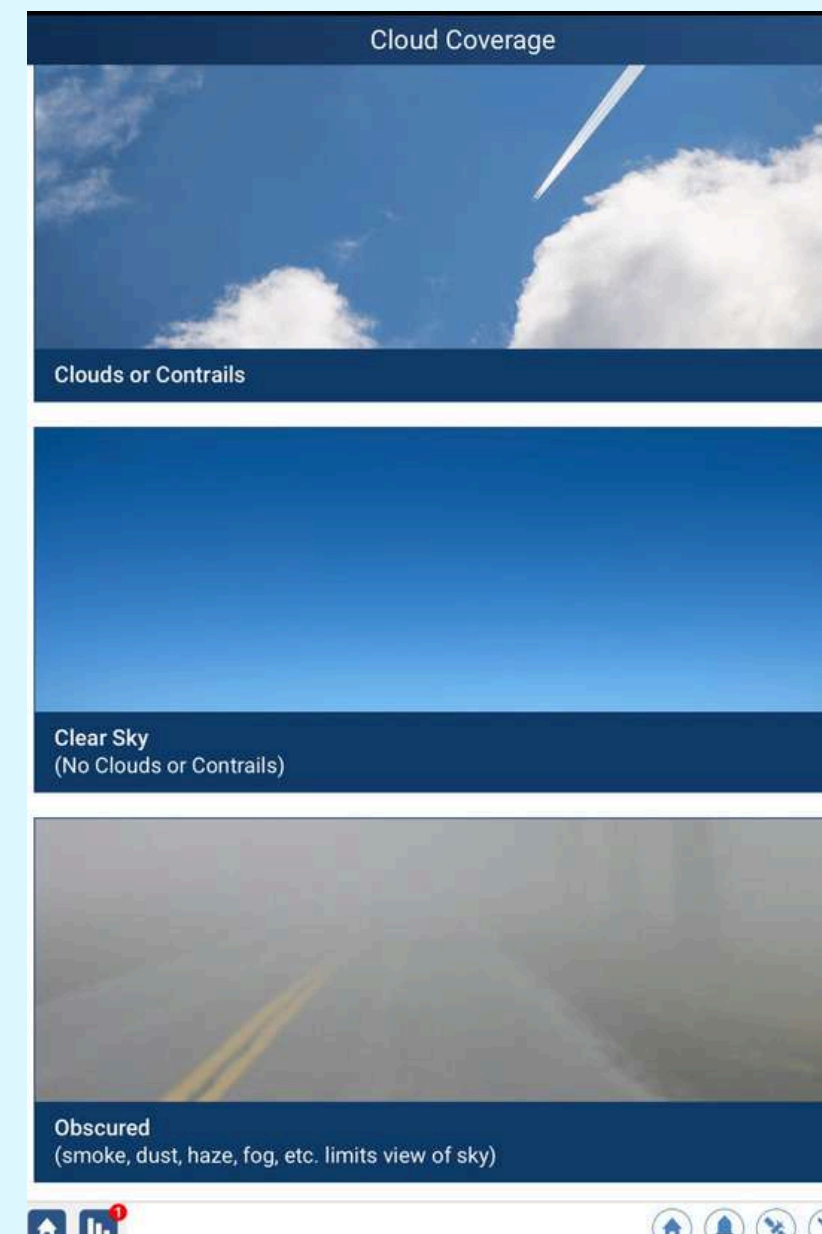 Cloud Coverage
Clouds or Contrails
Clear Sky
(No Clouds or Contrails)
Obscured
(smoke, dust, haze, fog, etc. limits view of sky)
1